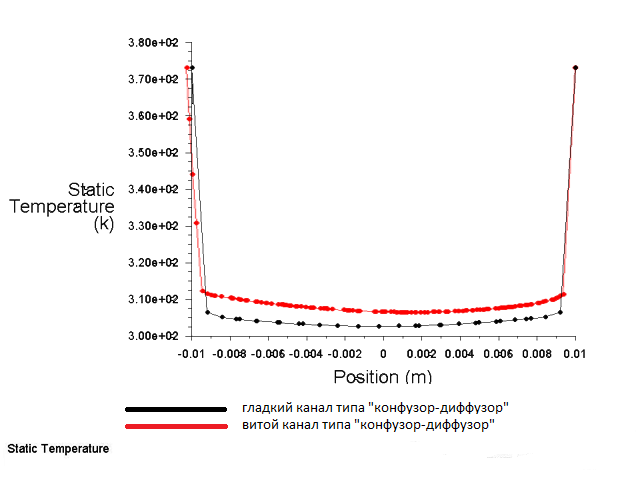 3.80e+02
3.70e+02
3.60e+02
3.50e+02
Static
Temperature
(k)
3.40e+02
3.30e+02
3.20e+02
3.10e+02
3.00e+02
-0.01 -0.008 -0.006 -0.004 -0.002 0 0.002 0.004 0.006 0.008 0.01
Position (m)
гладкий канал типа "конфузор-диффузор"
витой канал типа "конфузор-диффузор"
Static Temperature